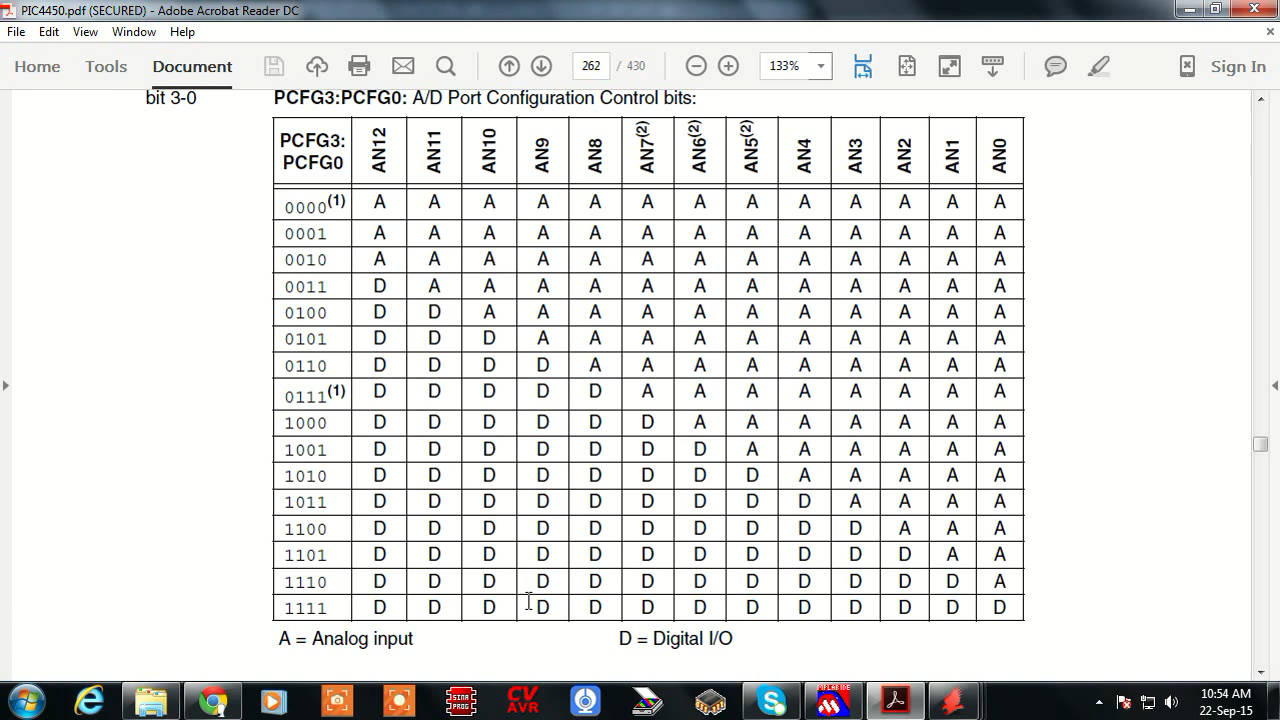 PIC4450.pdf (SECURED) - Adobe Acrobat Reader DC
File Edit View Window Help
Home Tools Document 262 / 430 133% Sign In
bit 3-0 PCFG3:PCFG0: A/D Port Configuration Control bits:
PCFG3: PCFG0 AN12 AN11 AN10 AN9 AN8 AN7(2) AN6(2) AN5(2) AN4 AN3 AN2 AN1 AN0
0000(1) A A A A A A A A A A A A A
0001 A A A A A A A A A A A A A
0010 A A A A A A A A A A A A A
0011 D A A A A A A A A A A A A
0100 D D A A A A A A A A A A A
0101 D D D A A A A A A A A A A
0110 D D D D A A A A A A A A A
0111(1) D D D D D A A A A A A A A
1000 D D D D D D A A A A A A A
1001 D D D D D D D A A A A A A
1010 D D D D D D D D A A A A A
1011 D D D D D D D D D A A A A
1100 D D D D D D D D D D A A A
1101 D D D D D D D D D D D A A
1110 D D D D D D D D D D D D A
1111 D D D D D D D D D D D D D
A = Analog input D = Digital I/O
SINA PROG
CV AVR
MPLAB IDE
10:54 AM
22-Sep-15